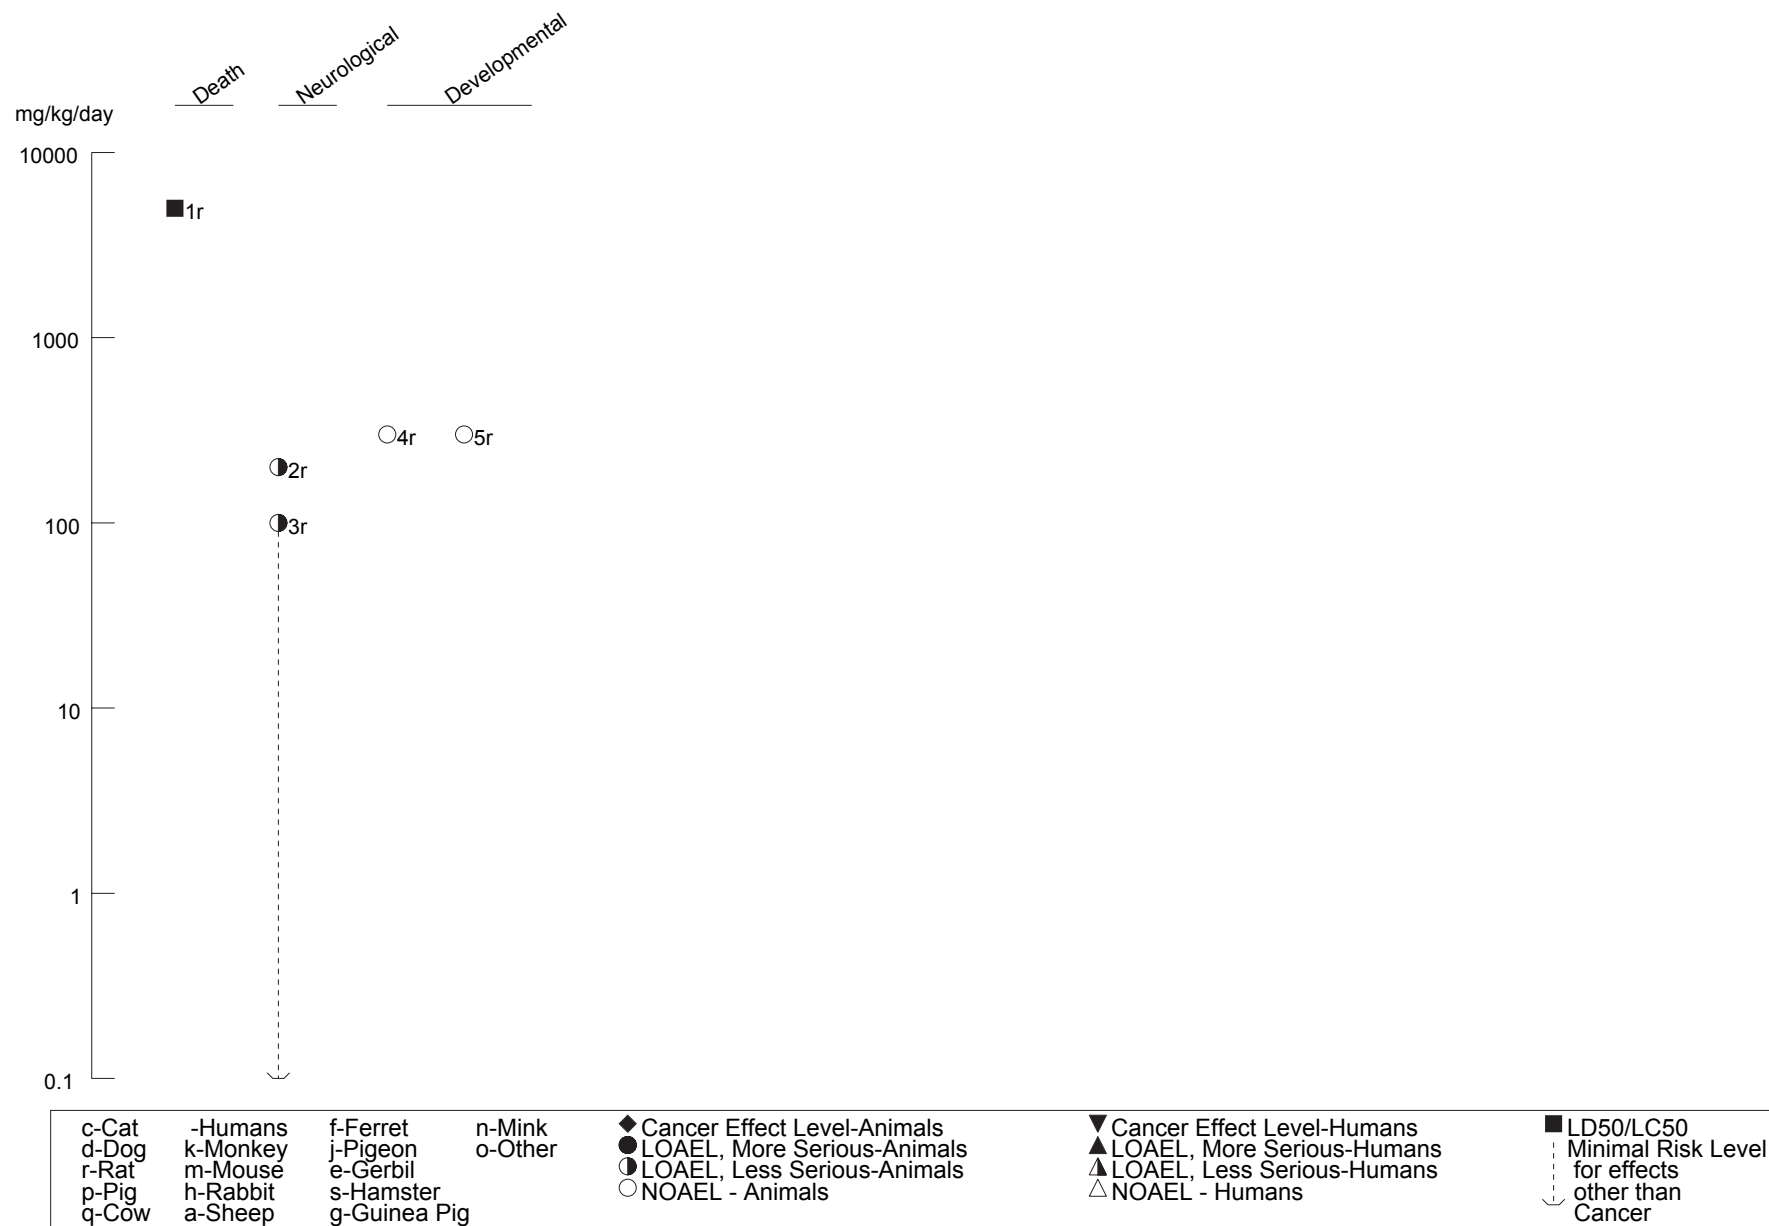 Death
Neurological
Developmental
mg/kg/day
10000
1r
1000
4r
5r
2r
100
3r
10
1
0.1
c-Cat -Humans f-Ferret n-Mink Cancer Effect Level-Animals Cancer Effect Level-Humans LD50/LC50
d-Dog k-Monkey j-Pigeon o-Other LOAEL, More Serious-Animals LOAEL, More Serious-Humans Minimal Risk Level
r-Rat m-Mouse e-Gerbil LOAEL, Less Serious-Animals LOAEL, Less Serious-Humans for effects
p-Pig h-Rabbit s-Hamster NOAEL - Animals NOAEL - Humans other than
q-Cow a-Sheep g-Guinea Pig Cancer